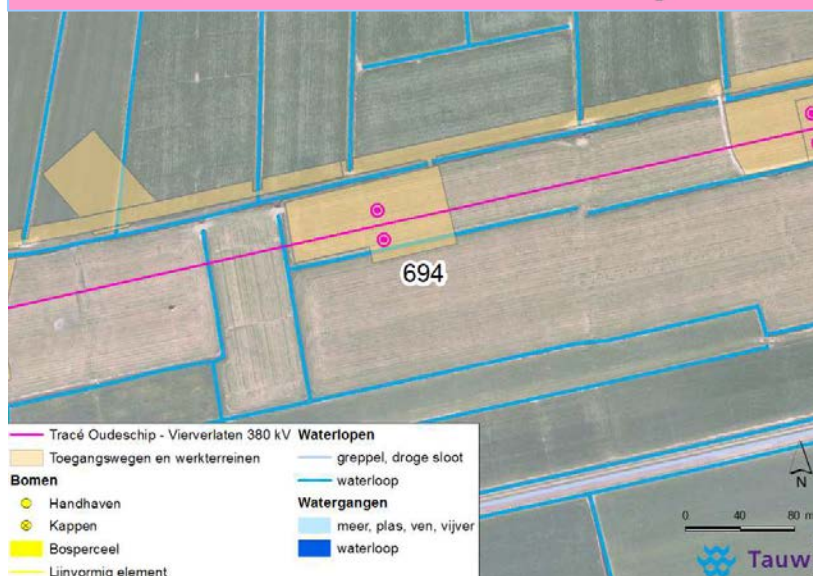 694
Tracé Oudeschip - Vierverlaten 380 kV
Toegangswegen en werkterreinen
Bomen
Handhaven
Kappen
Bosperceel
Lijnvormig element
Waterlopen
greppel, droge sloot
waterloop
Watergangen
meer, plas, ven, vijver
waterloop
N
0 40 80 m
Tauw